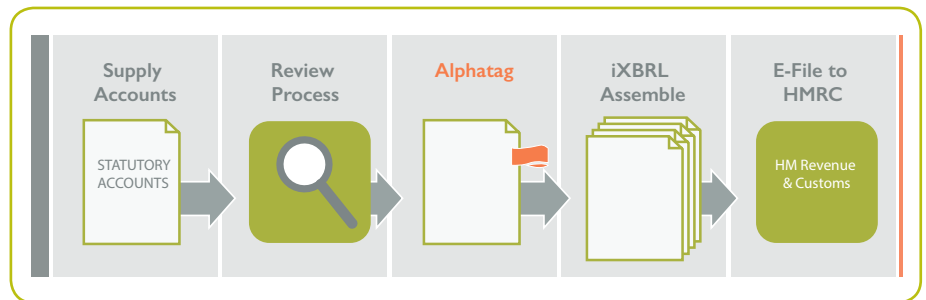 Supply
Accounts
STATUTORY
ACCOUNTS
Review
Process
Alphatag
iXBRL
Assemble
E-File to
HMRC
HM Revenue
& Customs